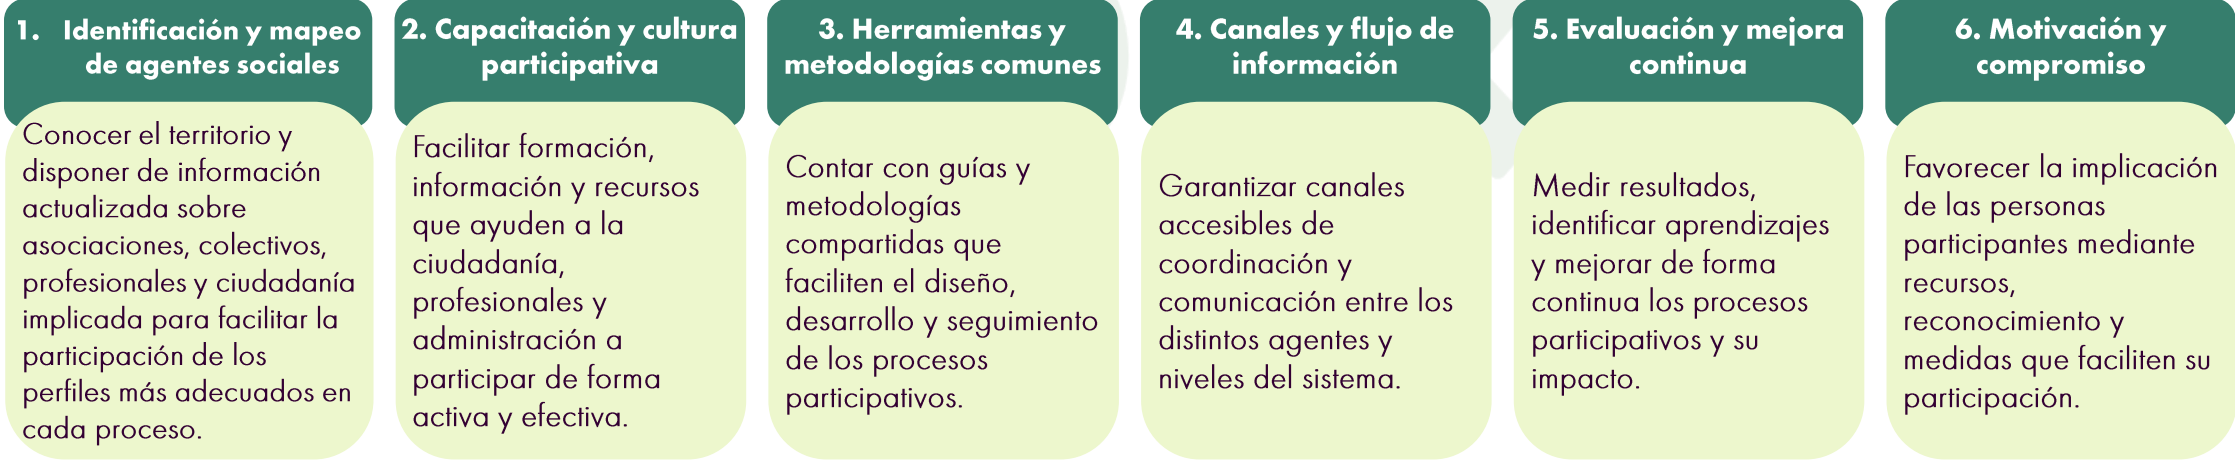 1. Identificación y mapeo
de agentes sociales
Conocer el territorio y
disponer de información
actualizada sobre
asociaciones, colectivos,
profesionales y ciudadanía
implicada para facilitar la
participación de los
perfiles más adecuados en
cada proceso.
2. Capacitación y cultura
participativa
Facilitar formación,
información y recursos
que ayuden a la
ciudadanía,
profesionales y
administración a
participar de forma
activa y efectiva.
3. Herramientas y
metodologías comunes
Contar con guías y
metodologías
compartidas que
faciliten el diseño,
desarrollo y seguimiento
de los procesos
participativos.
4. Canales y flujo de
información
Garantizar canales
accesibles de
coordinación y
comunicación entre los
distintos agentes y
niveles del sistema.
5. Evaluación y mejora
continua
Medir resultados,
identificar aprendizajes
y mejorar de forma
continua los procesos
participativos y su
impacto.
6. Motivación y
compromiso
Favorecer la implicación
de las personas
participantes mediante
recursos,
reconocimiento y
medidas que faciliten su
participación.